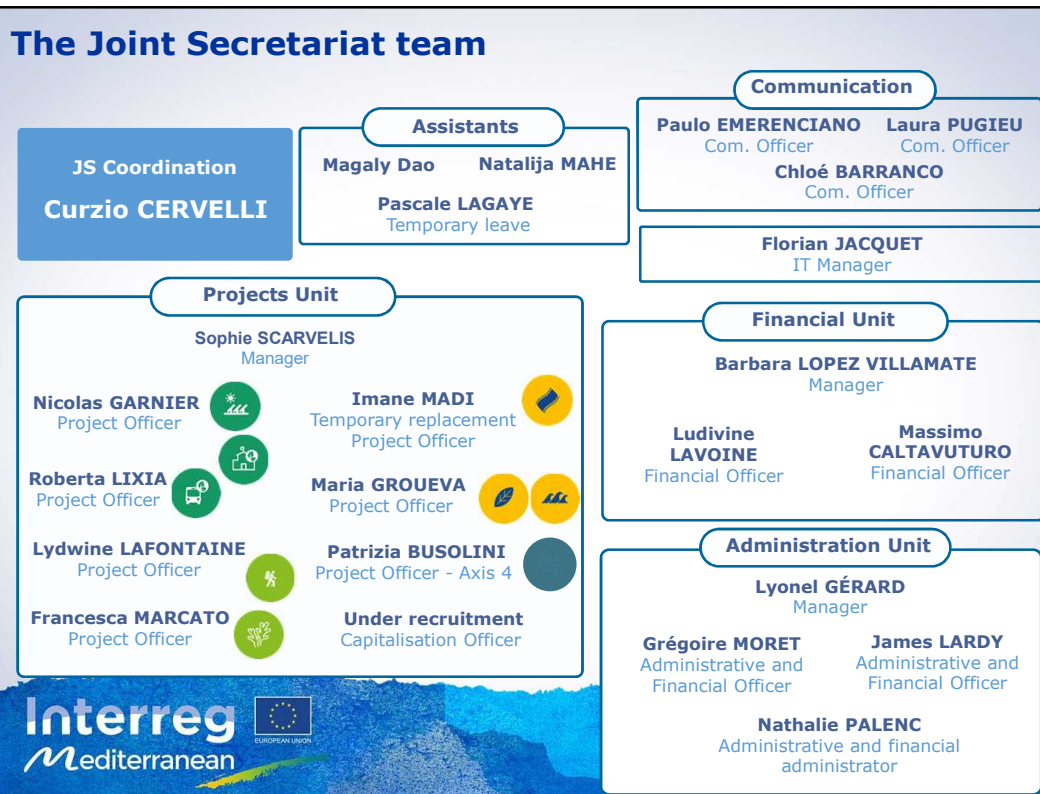 The Joint Secretariat team
JS Coordination
Curzio CERVELLI
Assistants
Magaly Dao
Natalija MAHE
Pascale LAGAYE
Temporary leave
Communication
Paulo EMERENCIANO
Com. Officer
Laura PUGIEU
Com. Officer
Chloé BARRANCO
Com. Officer
Florian JACQUET
IT Manager
Projects Unit
Sophie SCARVELIS
Manager
Nicolas GARNIER
Project Officer
Imane MADI
Temporary replacement
Project Officer
Roberta LIXIA
Project Officer
Maria GROUEVA
Project Officer
Lydwine LAFONTAINE
Project Officer
Patrizia BUSOLINI
Project Officer - Axis 4
Francesca MARCATO
Project Officer
Under recruitment
Capitalisation Officer
Financial Unit
Barbara LOPEZ VILLAMATE
Manager
Ludivine
LAVOINE
Financial Officer
Massimo
CALTAVUTURO
Financial Officer
Administration Unit
Lyonel GÉRARD
Manager
Grégoire MORET
Administrative and
Financial Officer
James LARDY
Administrative and
Financial Officer
Nathalie PALENC
Administrative and financial
administrator
Interreg
EUROPEAN UNION
Mediterranean